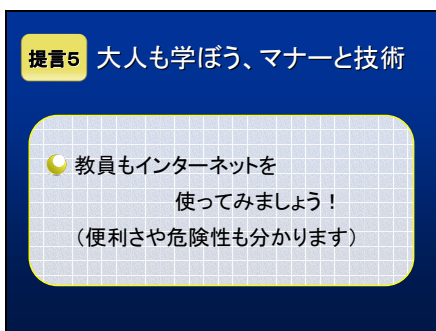 提言5 大人も学ぼう、マナーと技術
教員もインターネットを
使ってみましょう！
（便利さや危険性も分かります）